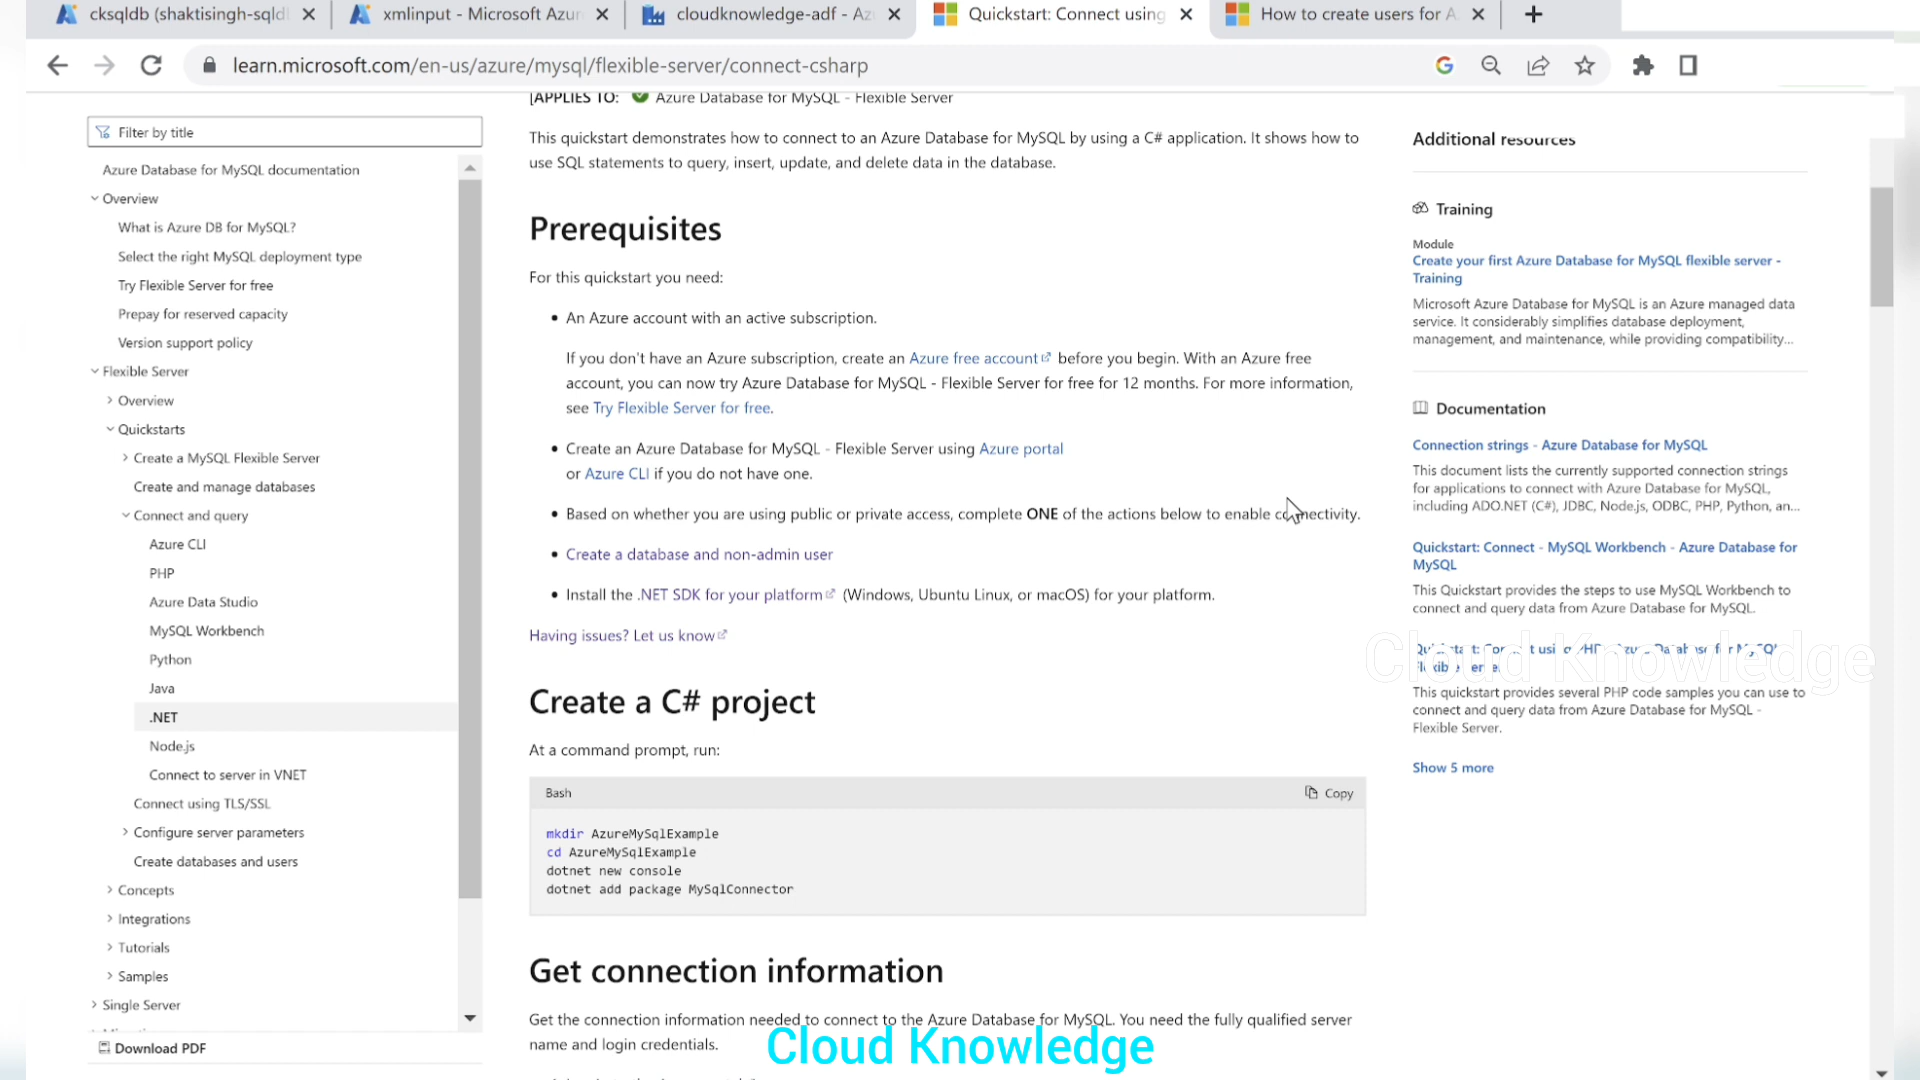 cksqldb (shaktisingh-sqld
xmlinput - Microsoft Azur
cloudknowledge-adf - Az
Quickstart: Connect using
How to create users for A
learn.microsoft.com/en-us/azure/mysql/flexible-server/connect-csharp
Filter by title
Azure Database for MySQL documentation
Overview
What is Azure DB for MySQL?
Select the right MySQL deployment type
Try Flexible Server for free
Prepay for reserved capacity
Version support policy
Flexible Server
Overview
Quickstarts
Create a MySQL Flexible Server
Create and manage databases
Connect and query
Azure CLI
PHP
Azure Data Studio
MySQL Workbench
Python
Java
.NET
Node.js
Connect to server in VNET
Connect using TLS/SSL
Configure server parameters
Create databases and users
Concepts
Integrations
Tutorials
Samples
Single Server
Download PDF
[APPLIES TO: Azure Database for MySQL - Flexible Server
This quickstart demonstrates how to connect to an Azure Database for MySQL by using a C# application. It shows how to
use SQL statements to query, insert, update, and delete data in the database.
Prerequisites
For this quickstart you need:
• An Azure account with an active subscription.
If you don't have an Azure subscription, create an Azure free account before you begin. With an Azure free
account, you can now try Azure Database for MySQL - Flexible Server for free for 12 months. For more information,
see Try Flexible Server for free.
• Create an Azure Database for MySQL - Flexible Server using Azure portal
or Azure CLI if you do not have one.
• Based on whether you are using public or private access, complete ONE of the actions below to enable connectivity.
• Create a database and non-admin user
• Install the .NET SDK for your platform (Windows, Ubuntu Linux, or macOS) for your platform.
Having issues? Let us know
Create a C# project
At a command prompt, run:
Bash
Copy
mkdir AzureMySqlExample
cd AzureMySqlExample
dotnet new console
dotnet add package MySqlConnector
Get connection information
Get the connection information needed to connect to the Azure Database for MySQL. You need the fully qualified server
name and login credentials.
Additional resources
Training
Module
Create your first Azure Database for MySQL flexible server -
Training
Microsoft Azure Database for MySQL is an Azure managed data
service. It considerably simplifies database deployment,
management, and maintenance, while providing compatibility...
Documentation
Connection strings - Azure Database for MySQL
This document lists the currently supported connection strings
for applications to connect with Azure Database for MySQL,
including ADO.NET (C#), JDBC, Node.js, ODBC, PHP, Python, an...
Quickstart: Connect - MySQL Workbench - Azure Database for
MySQL
This Quickstart provides the steps to use MySQL Workbench to
connect and query data from Azure Database for MySQL.
Quickstart: Connect using PHP - Azure Database for MySQL -
Flexible Server
This quickstart provides several PHP code samples you can use to
connect and query data from Azure Database for MySQL -
Flexible Server.
Show 5 more
Cloud Knowledge
Cloud Knowledge